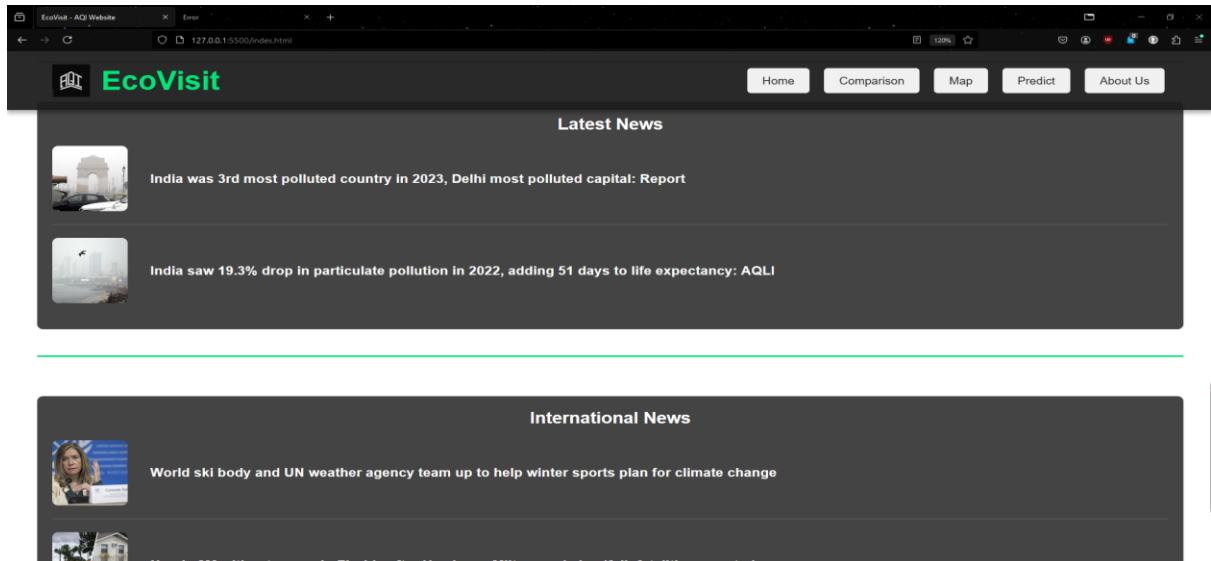 EcoVisit - AQI Website
Error
127.0.0.1:5500/index.html
120%
AQI
EcoVisit
Home
Comparison
Map
Predict
About Us
Latest News
India was 3rd most polluted country in 2023, Delhi most polluted capital: Report
India saw 19.3% drop in particulate pollution in 2022, adding 51 days to life expectancy: AQLI
International News
World ski body and UN weather agency team up to help winter sports plan for climate change